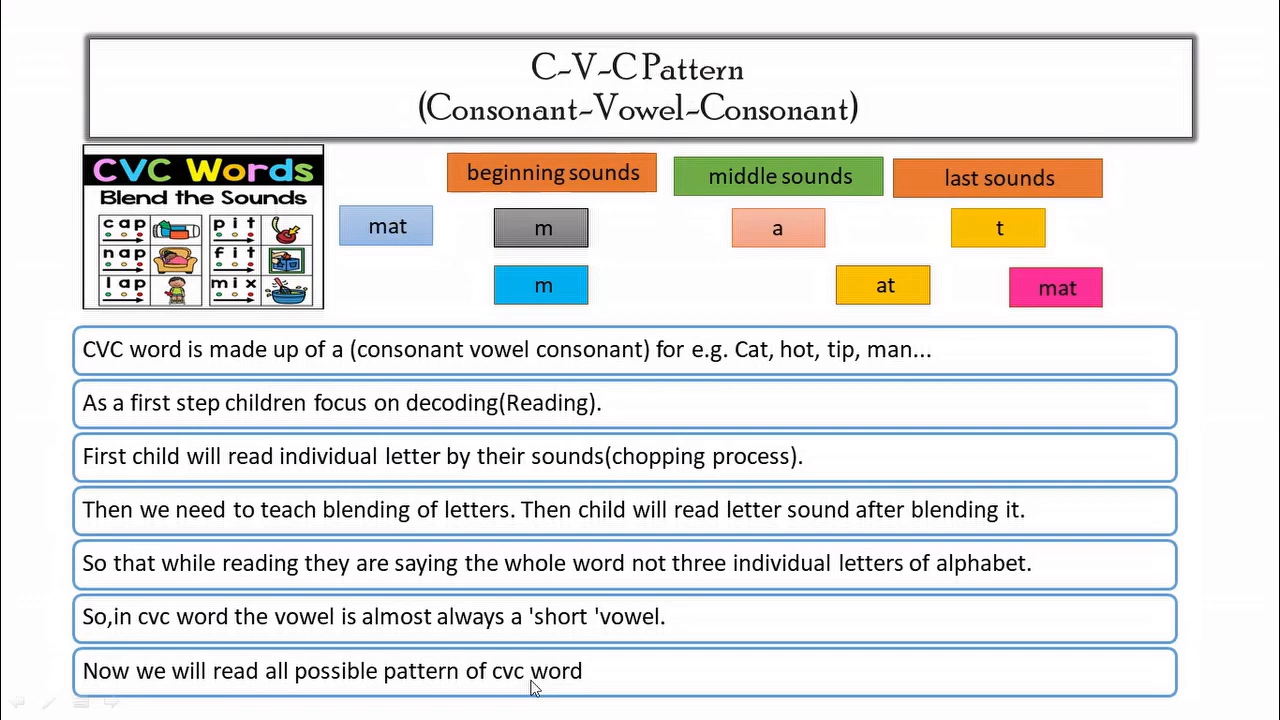 C-V-C Pattern
(Consonant-Vowel-Consonant)
CVC Words
Blend the Sounds
cap pit
nap fit
lap mix
beginning sounds middle sounds last sounds
mat m a t
m at mat
CVC word is made up of a (consonant vowel consonant) for e.g. Cat, hot, tip, man...
As a first step children focus on decoding(Reading).
First child will read individual letter by their sounds(chopping process).
Then we need to teach blending of letters. Then child will read letter sound after blending it.
So that while reading they are saying the whole word not three individual letters of alphabet.
So,in cvc word the vowel is almost always a 'short 'vowel.
Now we will read all possible pattern of cvc word